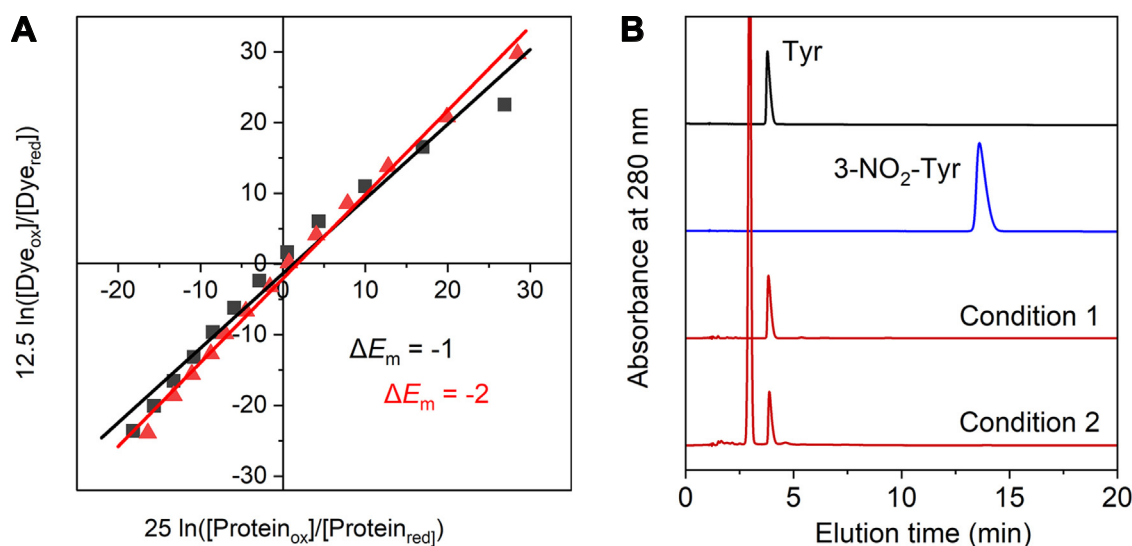 A
12.5 ln([Dye_ox]/[Dye_red])
30
20
10
0
-10
-20
-30
-20 -10 0 10 20 30
ΔE_m = -1
ΔE_m = -2
25 ln([Protein_ox]/[Protein_red])
B
Absorbance at 280 nm
Tyr
3-NO₂-Tyr
Condition 1
Condition 2
0 5 10 15 20
Elution time (min)